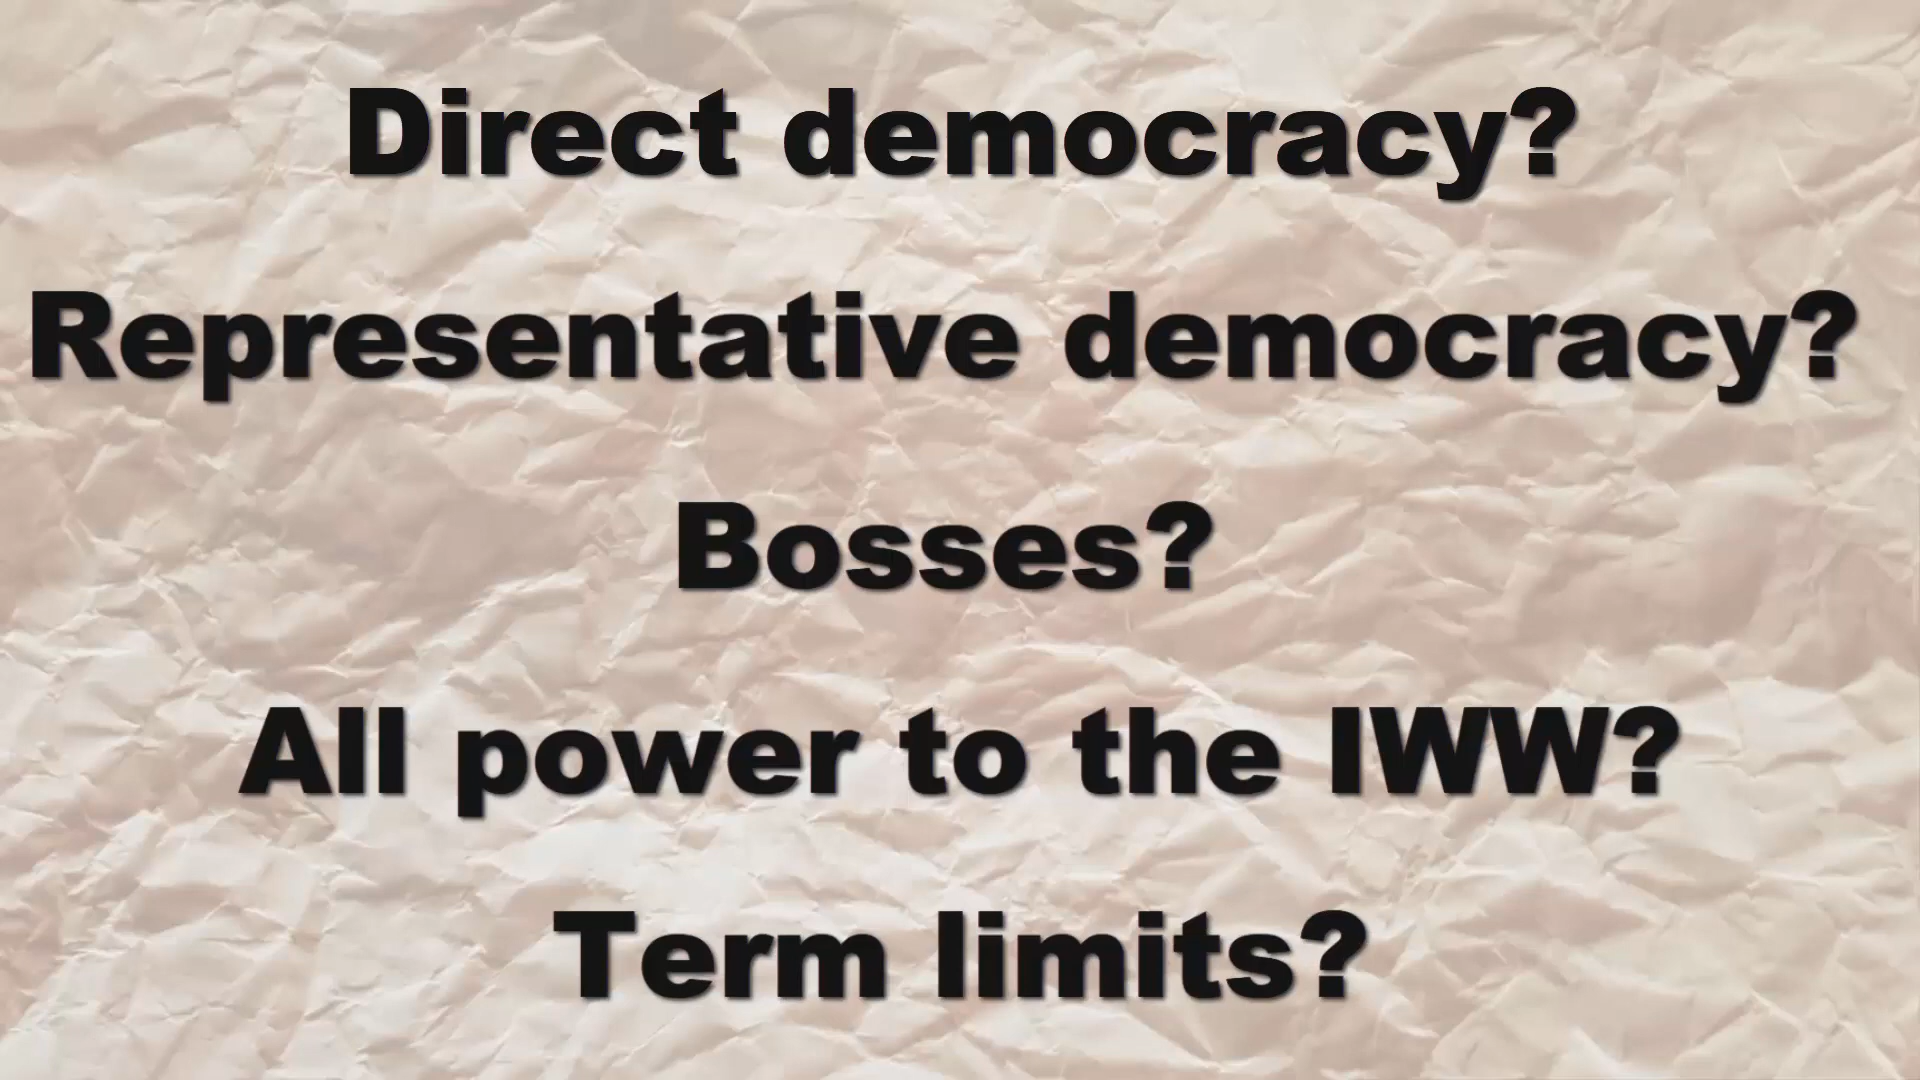 Direct democracy?
Representative democracy?
Bosses?
All power to the IWW?
Term limits?